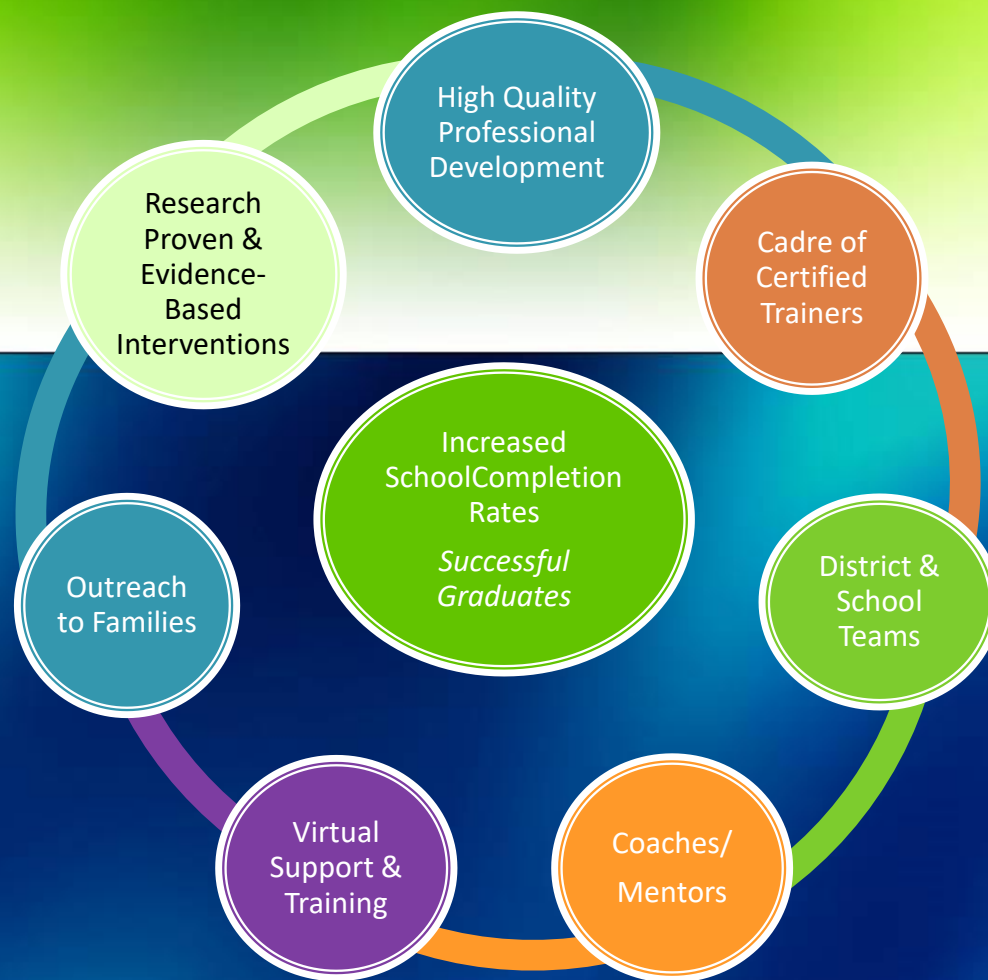 High Quality
Professional
Development
Cadre of
Certified
Trainers
District &
School
Teams
Coaches/
Mentors
Virtual
Support &
Training
Outreach
to Families
Research
Proven &
Evidence-
Based
Interventions
Increased
SchoolCompletion
Rates
Successful
Graduates